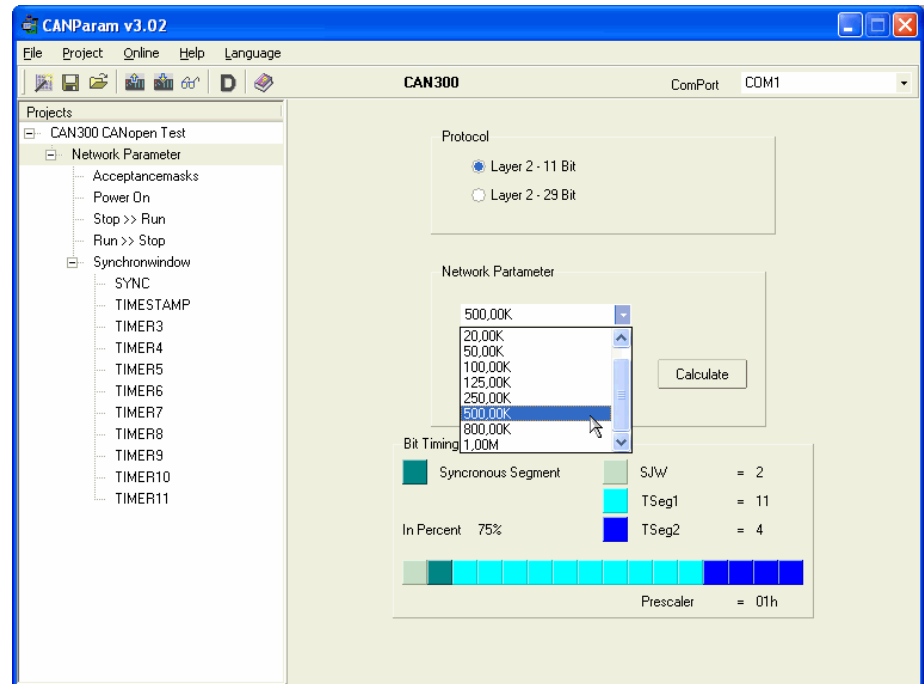 CANParam v3.02
File Project Online Help Language
D CAN300 ComPort COM1
Projects
CAN300 CANopen Test
Network Parameter
Acceptancemasks
Power On
Stop >> Run
Run >> Stop
Synchronwindow
SYNC
TIMESTAMP
TIMER3
TIMER4
TIMER5
TIMER6
TIMER7
TIMER8
TIMER9
TIMER10
TIMER11
Protocol
Layer 2 - 11 Bit
Layer 2 - 29 Bit
Network Partameter
500,00K
20,00K
50,00K
100,00K
125,00K
250,00K
500,00K
800,00K
1,00M
Calculate
Bit Timing
Syncronous Segment
SJW = 2
TSeg1 = 11
In Percent 75%
TSeg2 = 4
Prescaler = 01h